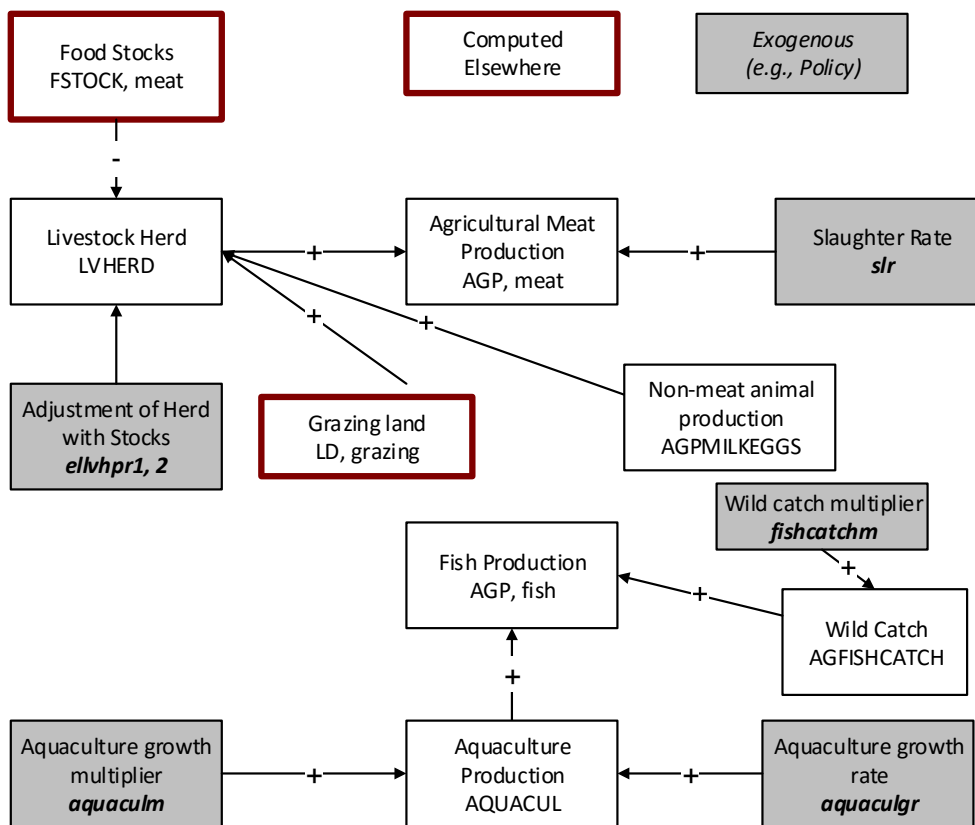 Food Stocks
FSTOCK, meat
Computed
Elsewhere
Exogenous
(e.g., Policy)
-
Livestock Herd
LVHERD
+
Agricultural Meat
Production
AGP, meat
+
Slaughter Rate
slr
+
+
Adjustment of Herd
with Stocks
ellvhpr1, 2
Grazing land
LD, grazing
Non-meat animal
production
AGPMILKEGGS
Wild catch multiplier
fishcatchm
+
Fish Production
AGP, fish
+
Wild Catch
AGFISHCATCH
+
Aquaculture growth
multiplier
aquaculm
+
Aquaculture
Production
AQUACUL
+
Aquaculture growth
rate
aquaculgr